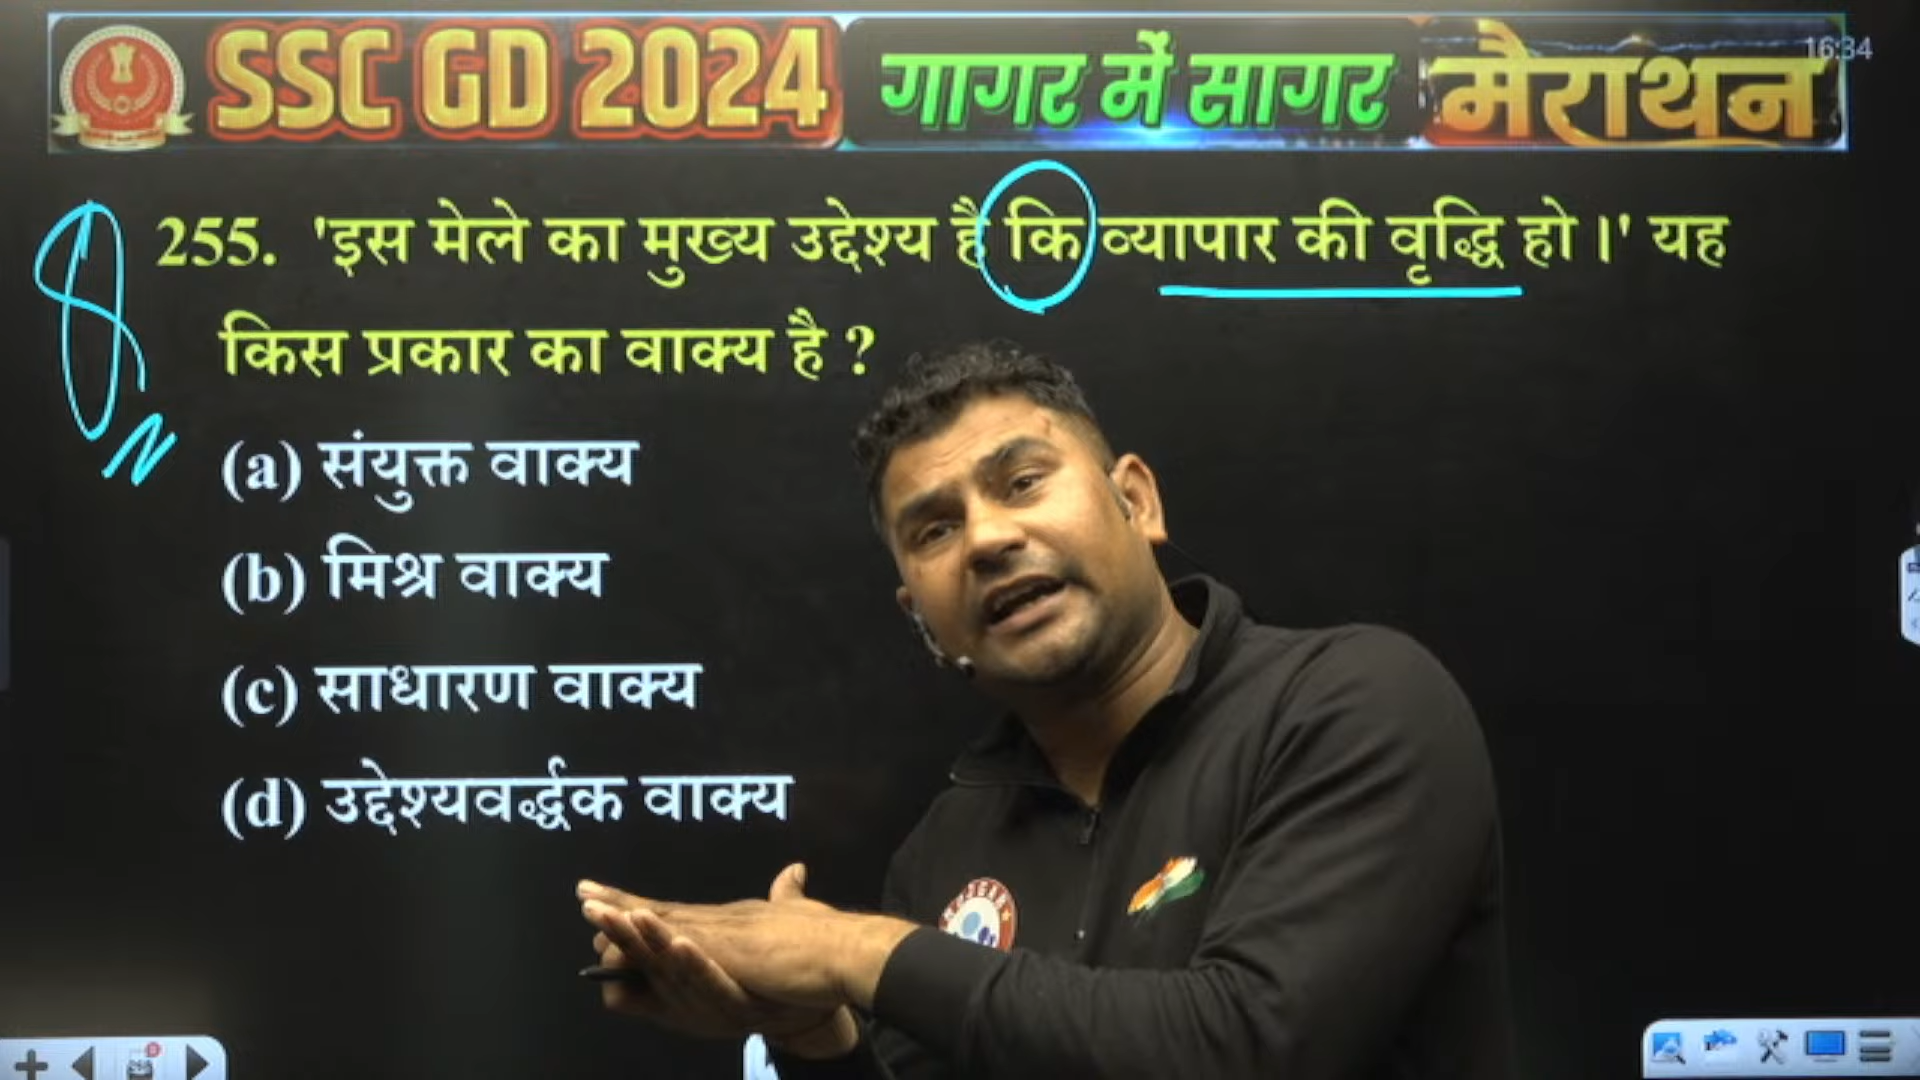 SSC GD 2024 गागर में सागर मैराथन
16:34
255. 'इस मेले का मुख्य उद्देश्य है कि व्यापार की वृद्धि हो।' यह
किस प्रकार का वाक्य है ?
(a) संयुक्त वाक्य
(b) मिश्र वाक्य
(c) साधारण वाक्य
(d) उद्देश्यवर्द्धक वाक्य